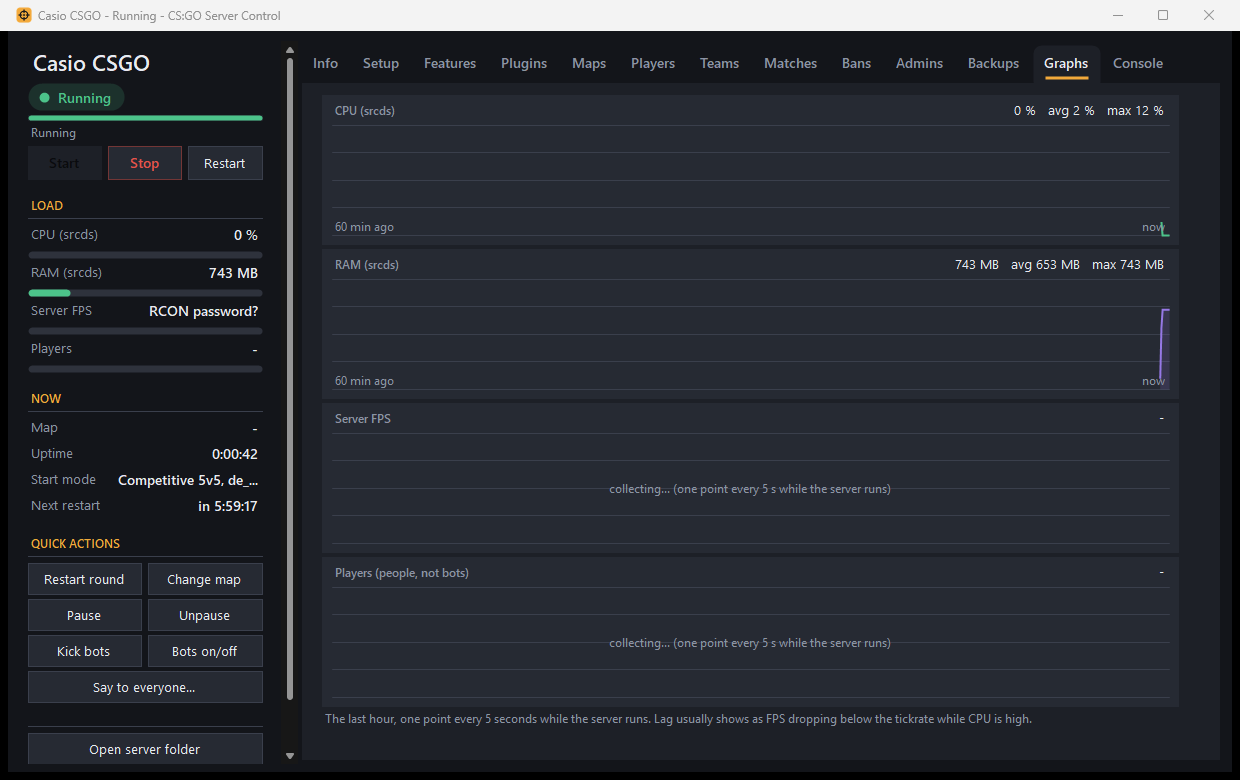 Casio CSGO - Running - CS:GO Server Control
Casio CSGO
Running
Running
Start Stop Restart
LOAD
CPU (srcds) 0 %
RAM (srcds) 743 MB
Server FPS RCON password?
Players -
NOW
Map -
Uptime 0:00:42
Start mode Competitive 5v5, de_...
Next restart in 5:59:17
QUICK ACTIONS
Restart round Change map
Pause Unpause
Kick bots Bots on/off
Say to everyone...
Open server folder
Info Setup Features Plugins Maps Players Teams Matches Bans Admins Backups Graphs Console
CPU (srcds) 0 % avg 2 % max 12 %
60 min ago now
RAM (srcds) 743 MB avg 653 MB max 743 MB
60 min ago now
Server FPS -
collecting... (one point every 5 s while the server runs)
Players (people, not bots) -
collecting... (one point every 5 s while the server runs)
The last hour, one point every 5 seconds while the server runs. Lag usually shows as FPS dropping below the tickrate while CPU is high.